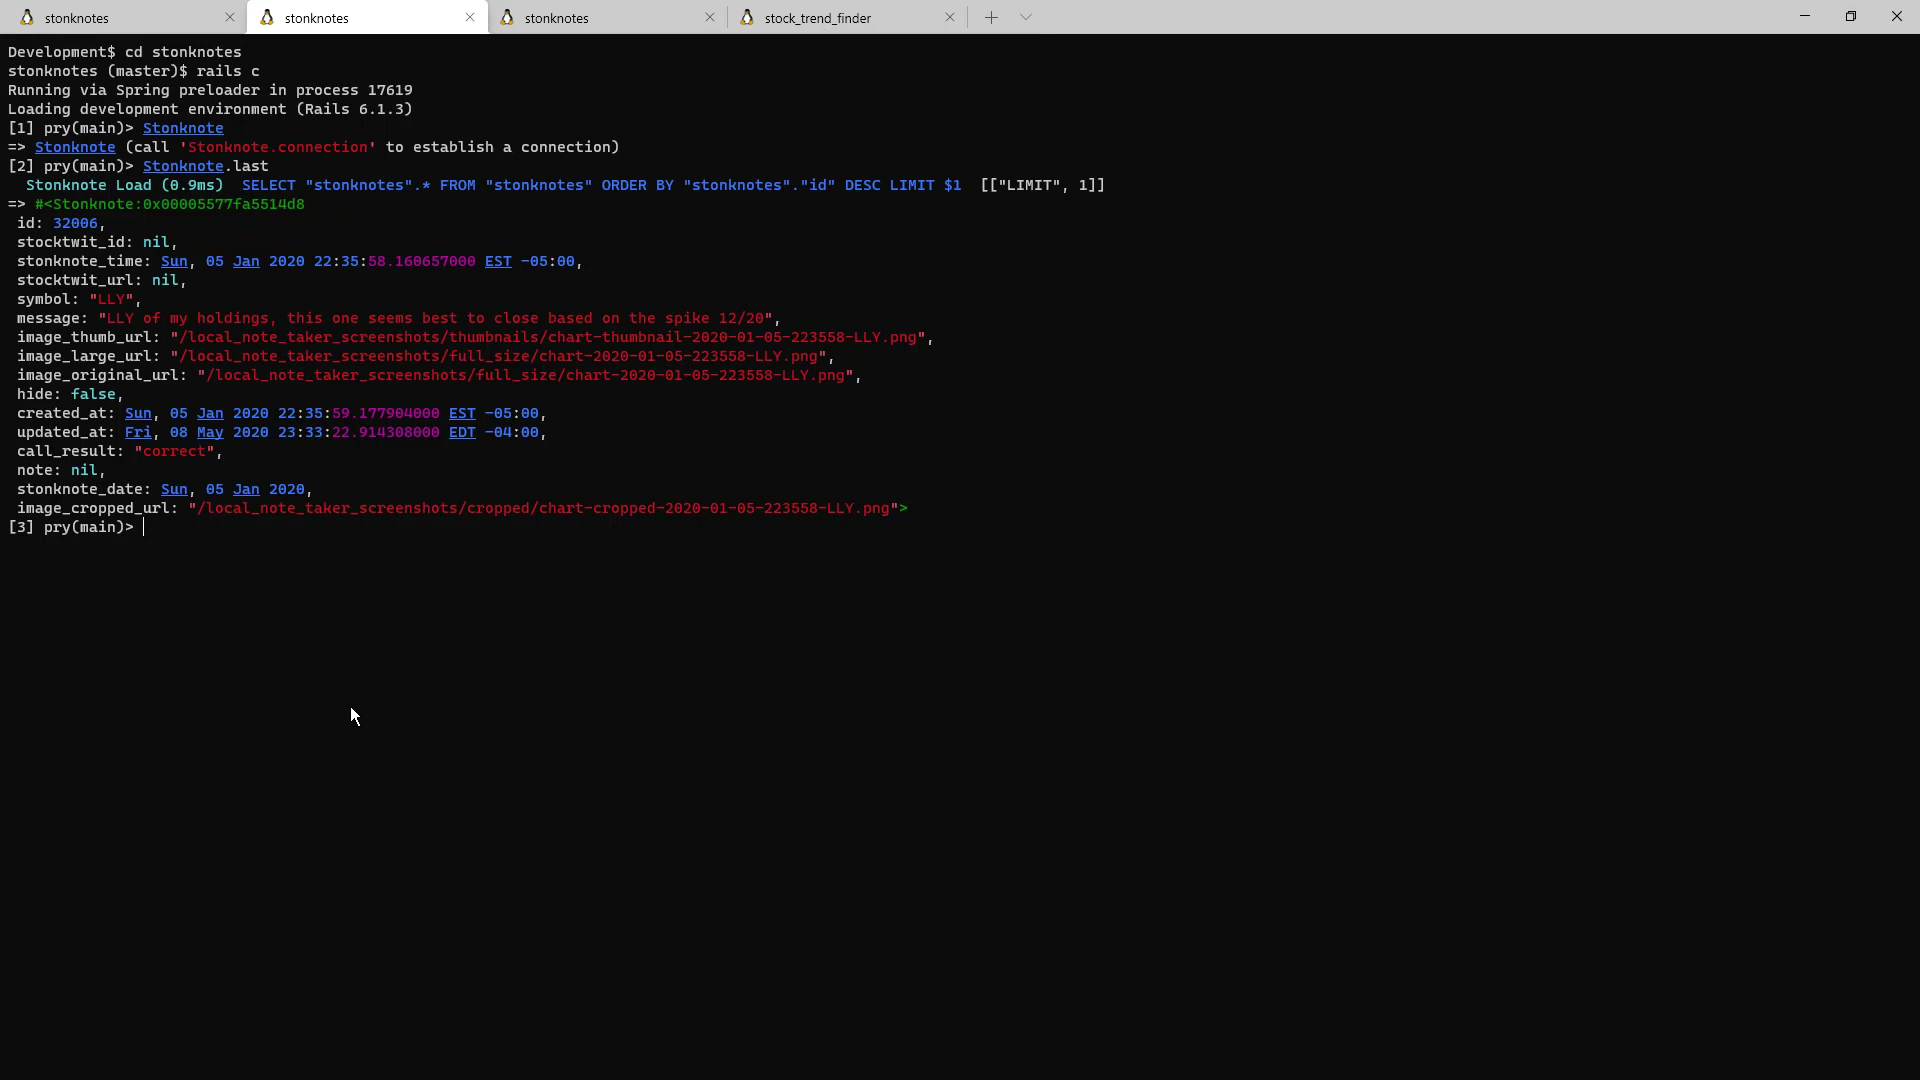 stonknotes stonknotes stonknotes stock_trend_finder
Development$ cd stonknotes
stonknotes (master)$ rails c
Running via Spring preloader in process 17619
Loading development environment (Rails 6.1.3)
[1] pry(main)> Stonknote
=> Stonknote (call 'Stonknote.connection' to establish a connection)
[2] pry(main)> Stonknote.last
  Stonknote Load (0.9ms)  SELECT "stonknotes".* FROM "stonknotes" ORDER BY "stonknotes"."id" DESC LIMIT $1  [["LIMIT", 1]]
=> #<Stonknote:0x00005577fa5514d8
 id: 32006,
 stocktwit_id: nil,
 stonknote_time: Sun, 05 Jan 2020 22:35:58.160657000 EST -05:00,
 stocktwit_url: nil,
 symbol: "LLY",
 message: "LLY of my holdings, this one seems best to close based on the spike 12/20",
 image_thumb_url: "/local_note_taker_screenshots/thumbnails/chart-thumbnail-2020-01-05-223558-LLY.png",
 image_large_url: "/local_note_taker_screenshots/full_size/chart-2020-01-05-223558-LLY.png",
 image_original_url: "/local_note_taker_screenshots/full_size/chart-2020-01-05-223558-LLY.png",
 hide: false,
 created_at: Sun, 05 Jan 2020 22:35:59.177904000 EST -05:00,
 updated_at: Fri, 08 May 2020 23:33:22.914308000 EDT -04:00,
 call_result: "correct",
 note: nil,
 stonknote_date: Sun, 05 Jan 2020,
 image_cropped_url: "/local_note_taker_screenshots/cropped/chart-cropped-2020-01-05-223558-LLY.png">
[3] pry(main)>